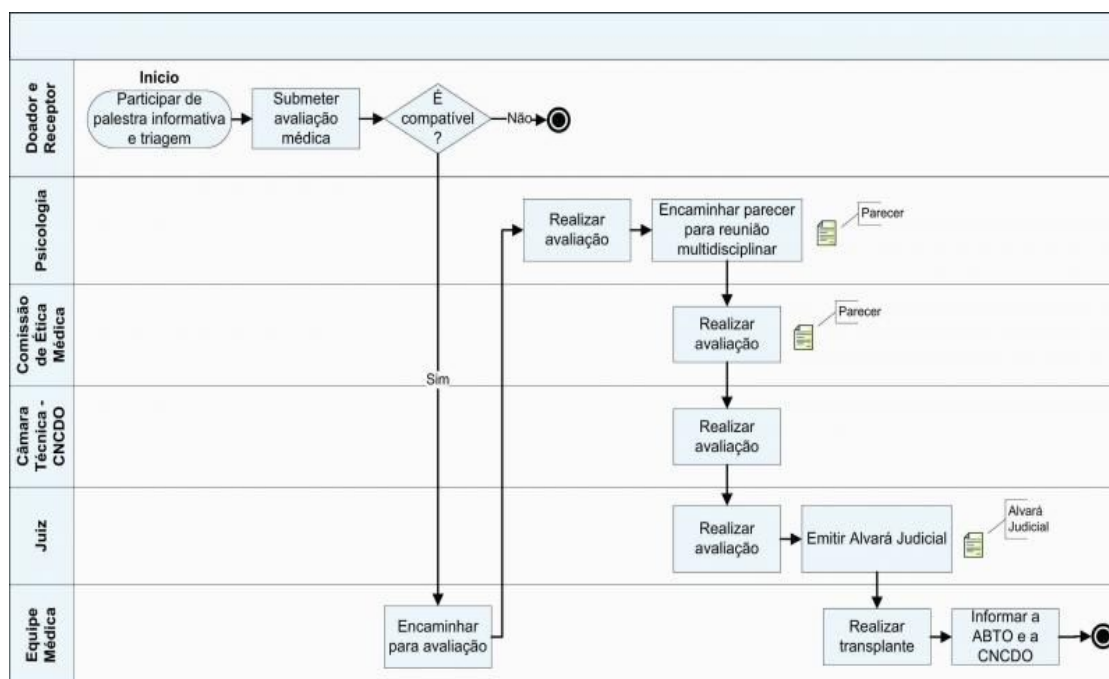 Doador e
Receptor
Início
Participar de
palestra informativa
e triagem
Submeter
avaliação
médica
É
compatível
?
Não
Sim
Psicologia
Realizar
avaliação
Encaminhar parecer
para reunião
multidisciplinar
Parecer
Comissão
de Ética
Médica
Realizar
avaliação
Parecer
Câmara
Técnica -
CNCDO
Realizar
avaliação
Juiz
Realizar
avaliação
Emitir Alvará Judicial
Alvará
Judicial
Equipe
Médica
Encaminhar
para avaliação
Realizar
transplante
Informar a
ABTO e a
CNCDO